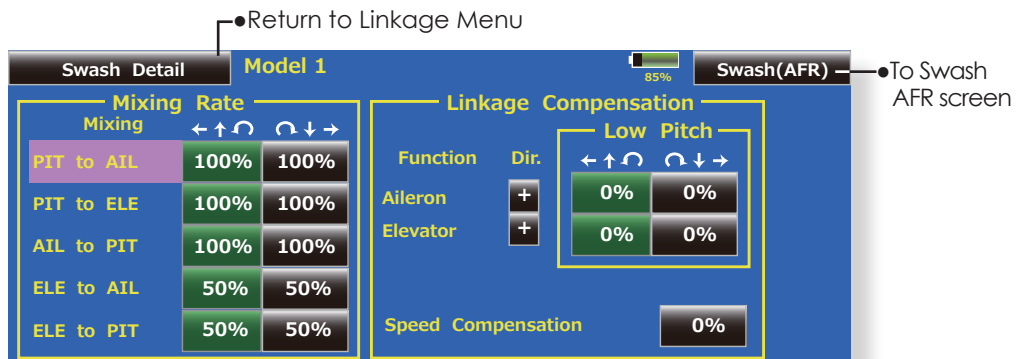 ●Return to Linkage Menu
Swash Detail Model 1 85% Swash(AFR)
●To Swash
AFR screen
Mixing Rate
Mixing ←↑↶ ↷↓→
PIT to AIL 100% 100%
PIT to ELE 100% 100%
AIL to PIT 100% 100%
ELE to AIL 50% 50%
ELE to PIT 50% 50%
Linkage Compensation
Low Pitch
Function Dir. ←↑↶ ↷↓→
Aileron + 0% 0%
Elevator + 0% 0%
Speed Compensation 0%